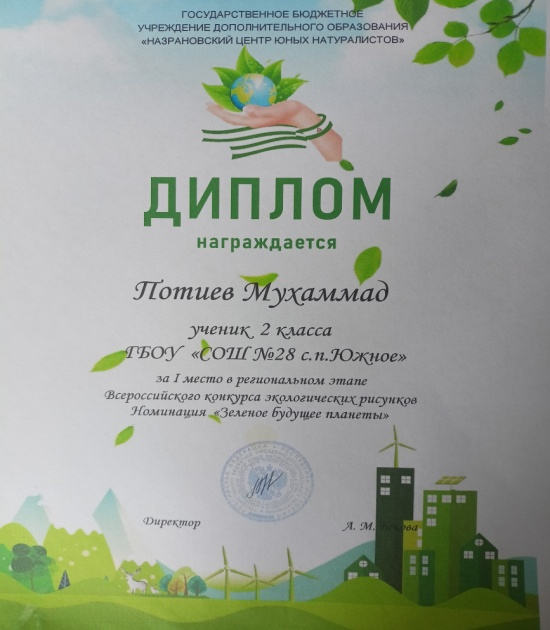 ГОСУДАРСТВЕННОЕ БЮДЖЕТНОЕ
УЧРЕЖДЕНИЕ ДОПОЛНИТЕЛЬНОГО ОБРАЗОВАНИЯ
«НАЗРАНОВСКИЙ ЦЕНТР ЮНЫХ НАТУРАЛИСТОВ»
ДИПЛОМ
награждается
Потиев Мухаммад
ученик 2 класса
ГБОУ «СОШ №28 с.п.Южное»
за I место в региональном этапе
Всероссийского конкурса экологических рисунков
Номинация «Зеленое будущее планеты»
Директор
А. М.